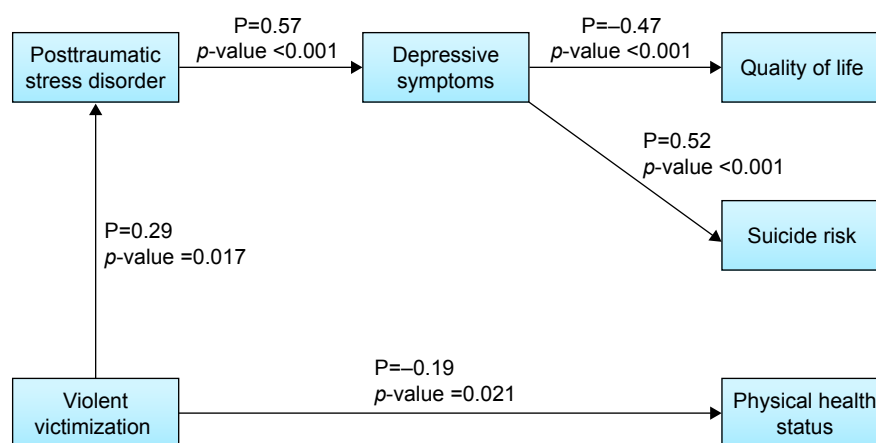 P=0.57
p-value <0.001
P=–0.47
p-value <0.001
Posttraumatic
stress disorder
Depressive
symptoms
Quality of life
P=0.52
p-value <0.001
P=0.29
p-value =0.017
Suicide risk
P=–0.19
p-value =0.021
Violent
victimization
Physical health
status